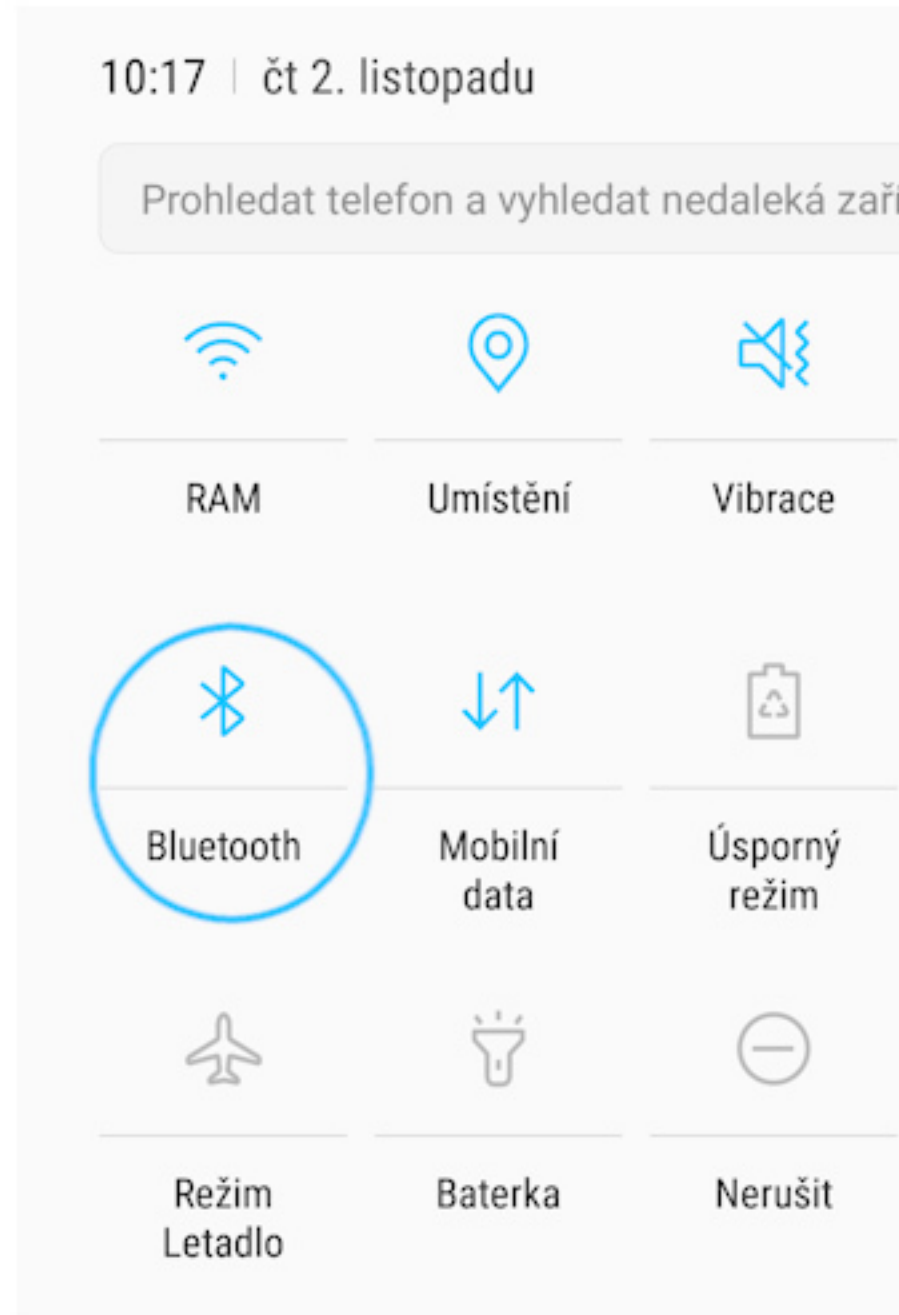 10:17 | čt 2. listopadu
Prohledat telefon a vyhledat nedaleká zaří
RAM Umístění Vibrace
Bluetooth Mobilní Úsporný
data režim
Režim Baterka Nerušit
Letadlo